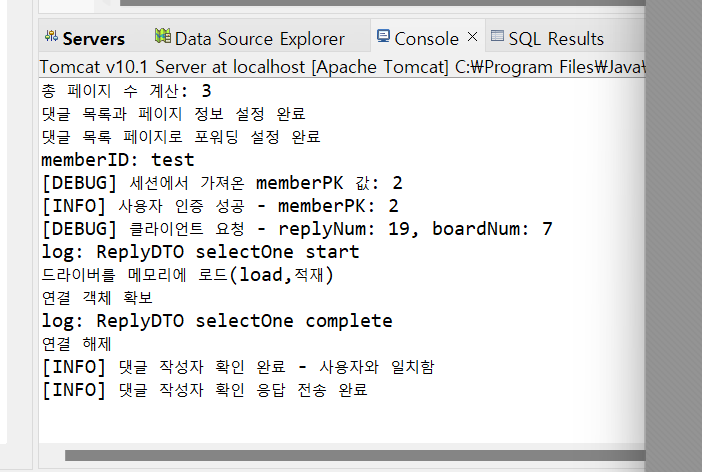 Servers Data Source Explorer Console SQL Results
Tomcat v10.1 Server at localhost [Apache Tomcat] C:₩Program Files₩Java₩
총 페이지 수 계산: 3
댓글 목록과 페이지 정보 설정 완료
댓글 목록 페이지로 포워딩 설정 완료
memberID: test
[DEBUG] 세션에서 가져온 memberPK 값: 2
[INFO] 사용자 인증 성공 - memberPK: 2
[DEBUG] 클라이언트 요청 - replyNum: 19, boardNum: 7
log: ReplyDTO selectOne start
드라이버를 메모리에 로드(load,적재)
연결 객체 확보
log: ReplyDTO selectOne complete
연결 해제
[INFO] 댓글 작성자 확인 완료 - 사용자와 일치함
[INFO] 댓글 작성자 확인 응답 전송 완료